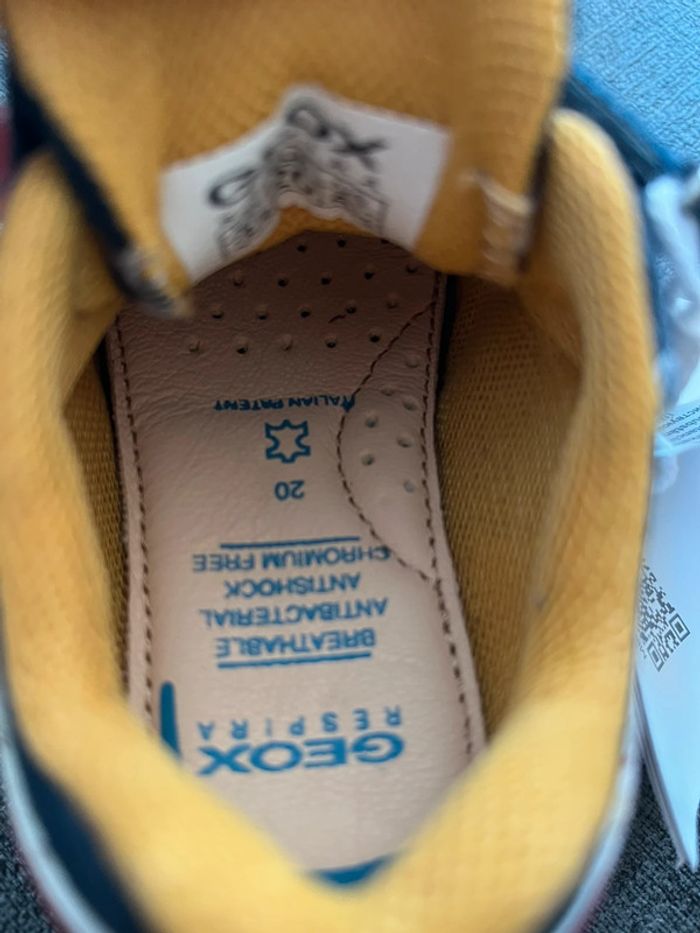 GEOX
RESPIRA
BREATHABLE
ANTIBACTERIAL
ANTISHOCK
CHROMIUM FREE
20
ITALIAN PATENT